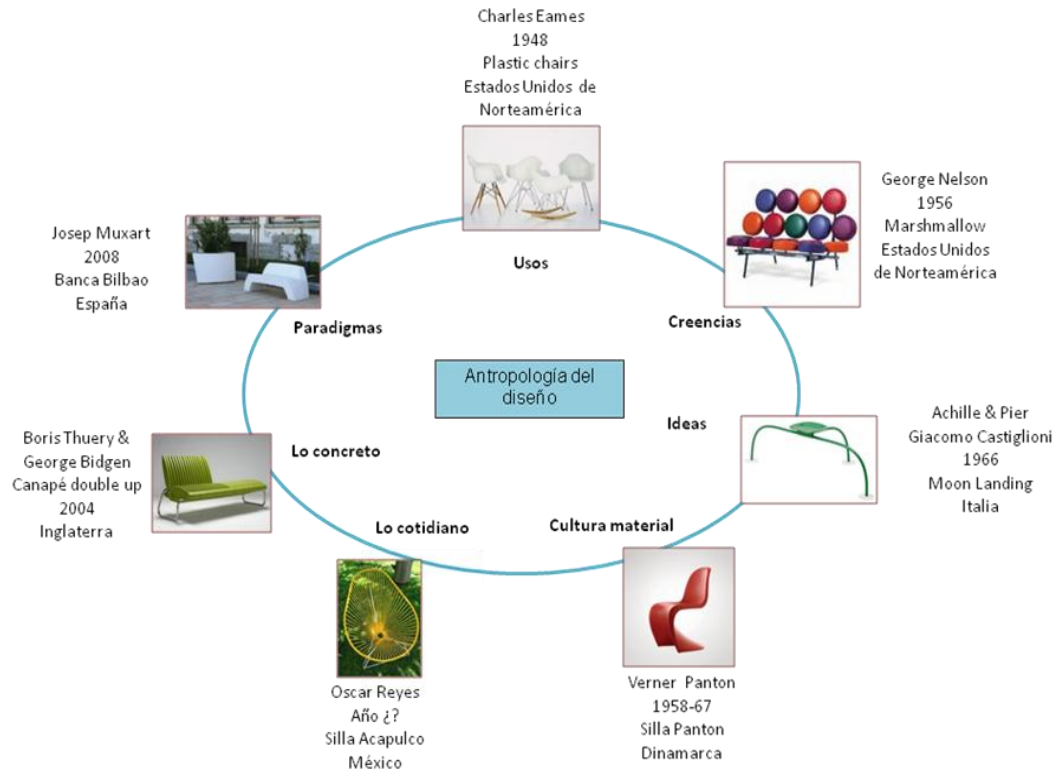 Charles Eames
1948
Plastic chairs
Estados Unidos de
Norteamérica
Usos
George Nelson
1956
Marshmallow
Estados Unidos
de Norteamérica
Creencias
Achille & Pier
Giacomo Castiglioni
1966
Moon Landing
Italia
Ideas
Cultura material
Verner Panton
1958-67
Silla Panton
Dinamarca
Lo cotidiano
Oscar Reyes
Año ¿?
Silla Acapulco
México
Lo concreto
Boris Thuery &
George Bidgen
Canapé double up
2004
Inglaterra
Paradigmas
Josep Muxart
2008
Banca Bilbao
España
Antropología del
diseño